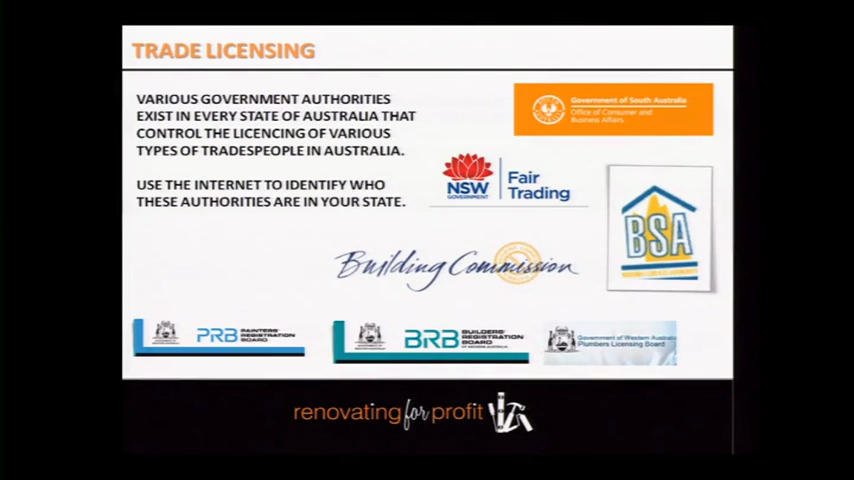 TRADE LICENSING
VARIOUS GOVERNMENT AUTHORITIES
EXIST IN EVERY STATE OF AUSTRALIA THAT
CONTROL THE LICENCING OF VARIOUS
TYPES OF TRADESPEOPLE IN AUSTRALIA.
USE THE INTERNET TO IDENTIFY WHO
THESE AUTHORITIES ARE IN YOUR STATE.
Government of South Australia
Office of Consumer and
Business Affairs
NSW
GOVERNMENT
Fair
Trading
BSA
Building Commission
PRB PAINTERS'
REGISTRATION
BOARD
BRB BUILDERS'
REGISTRATION
BOARD
OF WESTERN AUSTRALIA
Government of Western Australia
Plumbers Licensing Board
renovating for profit